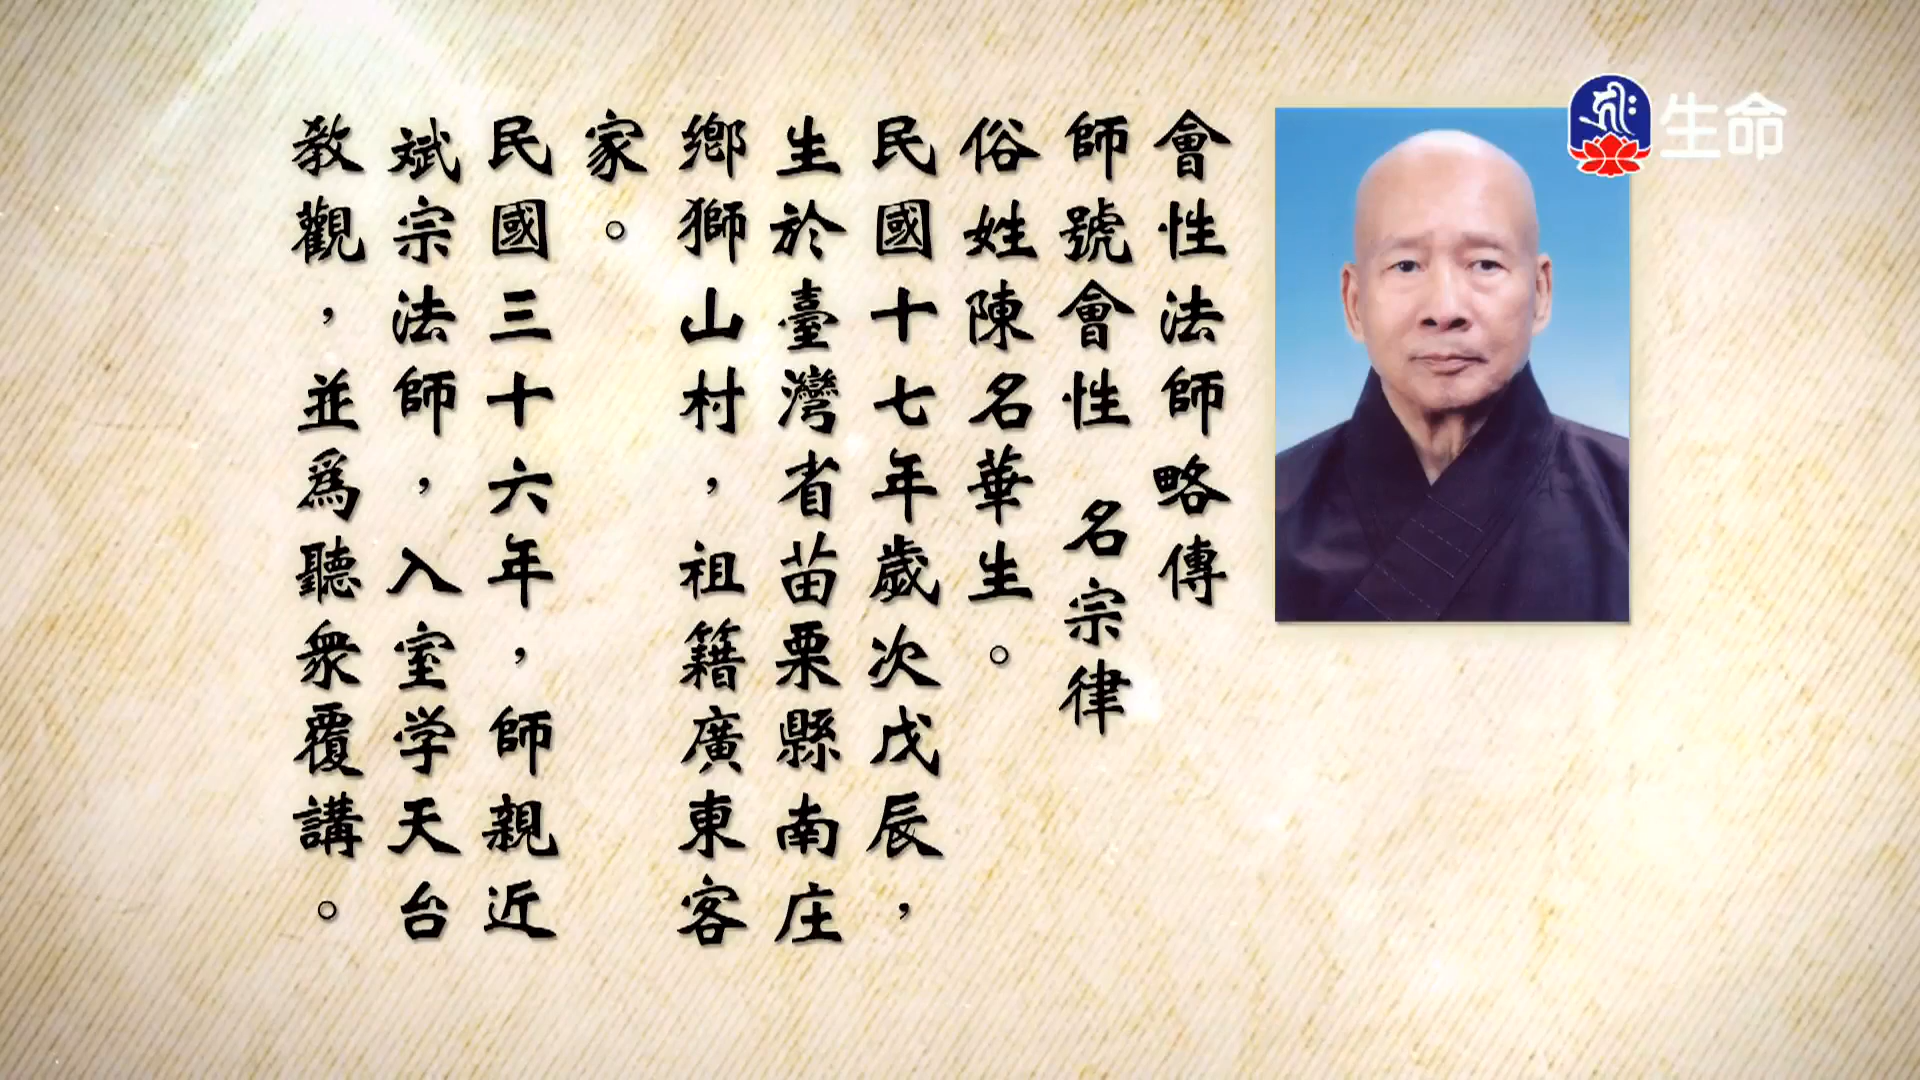 會性法師略傳
師號會性 名宗律
俗姓陳名華生。
民國十七年歲次戊辰，
生於臺灣省苗栗縣南庄
鄉獅山村，祖籍廣東客
家。
民國三十六年，師親近
斌宗法師，入室学天台
教觀，並為聽衆覆講。
生命